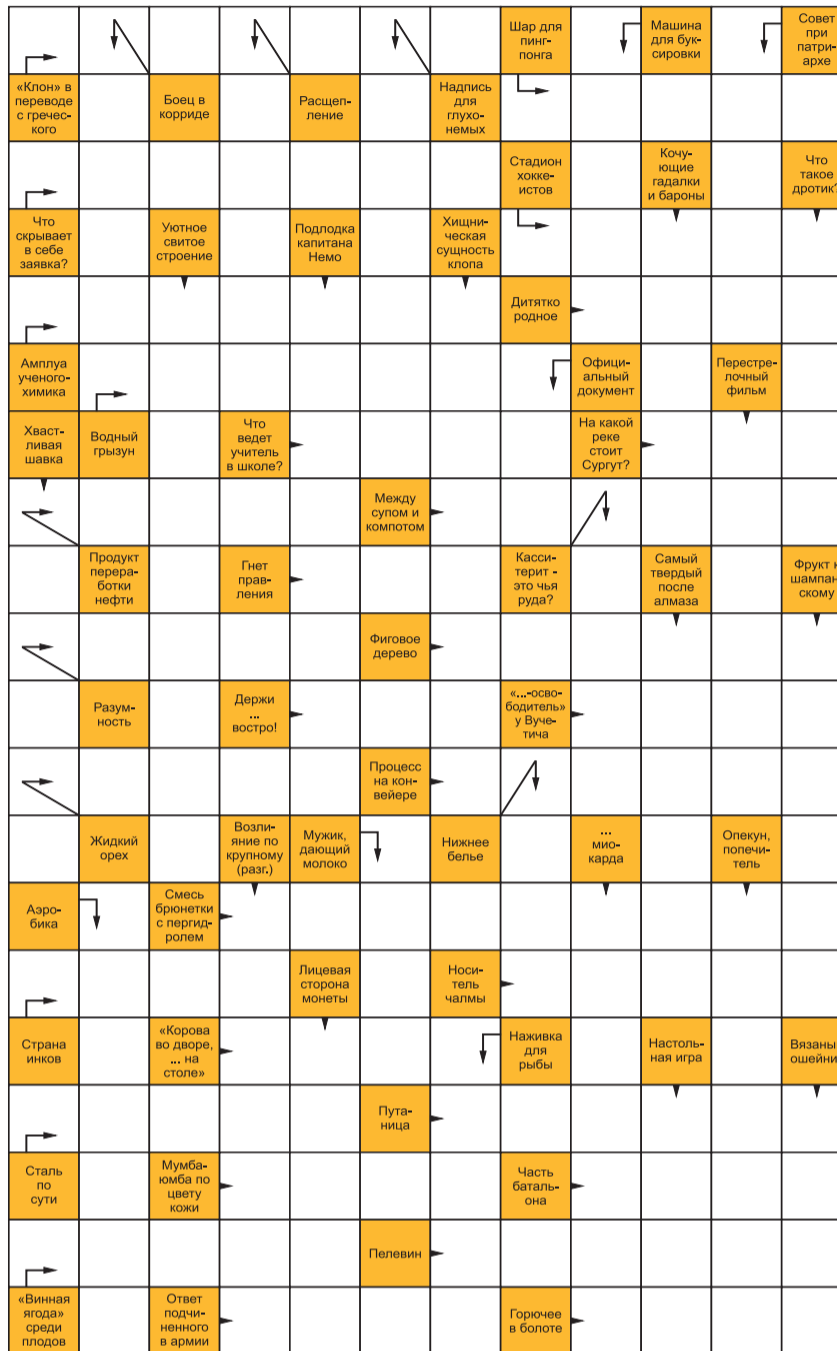 Шар для
пинг-
понга
Машина
для бук-
сировки
Совет
при
патри-
архе
«Клон» в
переводе
с гречес-
кого
Боец в
корриде
Расщеп-
ление
Надпись
для
глухо-
немых
Стадион
хокке-
истов
Кочу-
ющие
гадалки
и бароны
Что
такое
дротик?
Что
скрывает
в себе
заявка?
Уютное
свитое
строение
Подлодка
капитана
Немо
Хищни-
ческая
сущность
клопа
Дитятко
родное
Амплуа
ученого-
химика
Офици-
альный
документ
Перестре-
лочный
фильм
Хваст-
ливая
шавка
Водный
грызун
Что
ведет
учитель
в школе?
На какой
реке
стоит
Сургут?
Между
супом и
компотом
Продукт
перера-
ботки
нефти
Гнет
прав-
ления
Касси-
терит -
это чья
руда?
Самый
твердый
после
алмаза
Фрукт к
шампан-
скому
Фиговое
дерево
Разум-
ность
Держи
...
востро!
«...-осво-
бодитель»
у Вуче-
тича
Процесс
на кон-
вейере
Жидкий
орех
Возли-
яние по
крупному
(разг.)
Мужик,
дающий
молоко
Нижнее
белье
...
мио-
карда
Опекун,
попечи-
тель
Аэро-
бика
Смесь
брюнетки
с пергид-
ролем
Лицевая
сторона
монеты
Носи-
тель
чалмы
Страна
инков
«Корова
во дворе,
... на
столе»
Наживка
для
рыбы
Настоль-
ная игра
Вязаны
ошейни
Пута-
ница
Сталь
по
сути
Мумба-
юмба по
цвету
кожи
Часть
баталь-
она
Пелевин
«Винная
ягода»
среди
плодов
Ответ
подчи-
ненного
в армии
Горючее
в болоте